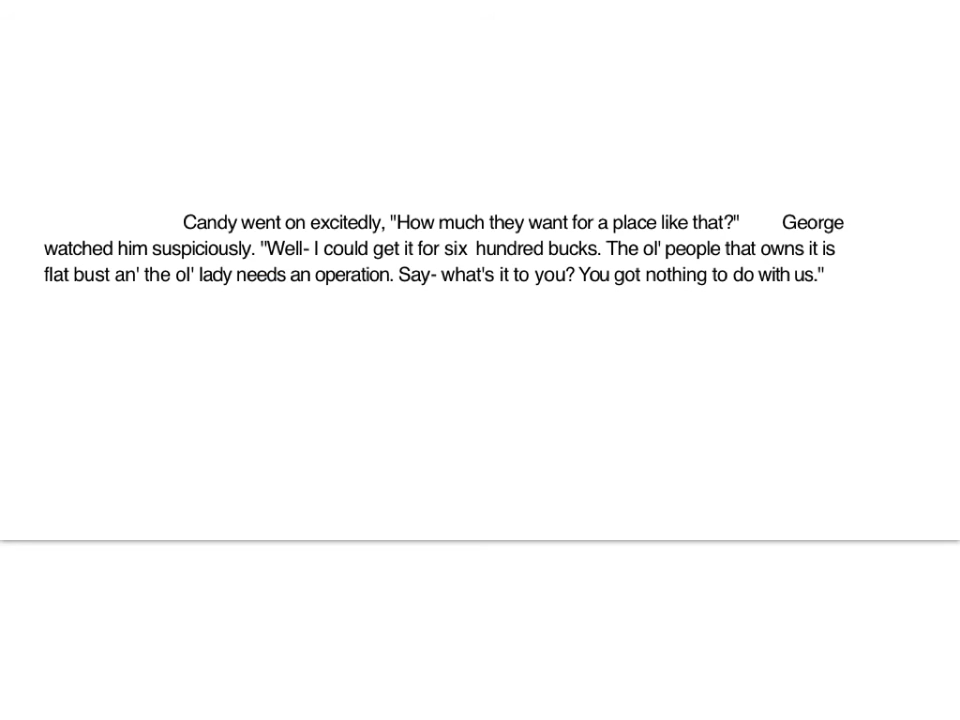 Candy went on excitedly, "How much they want for a place like that?" George
watched him suspiciously. "Well- I could get it for six hundred bucks. The ol' people that owns it is
flat bust an' the ol' lady needs an operation. Say- what's it to you? You got nothing to do with us."